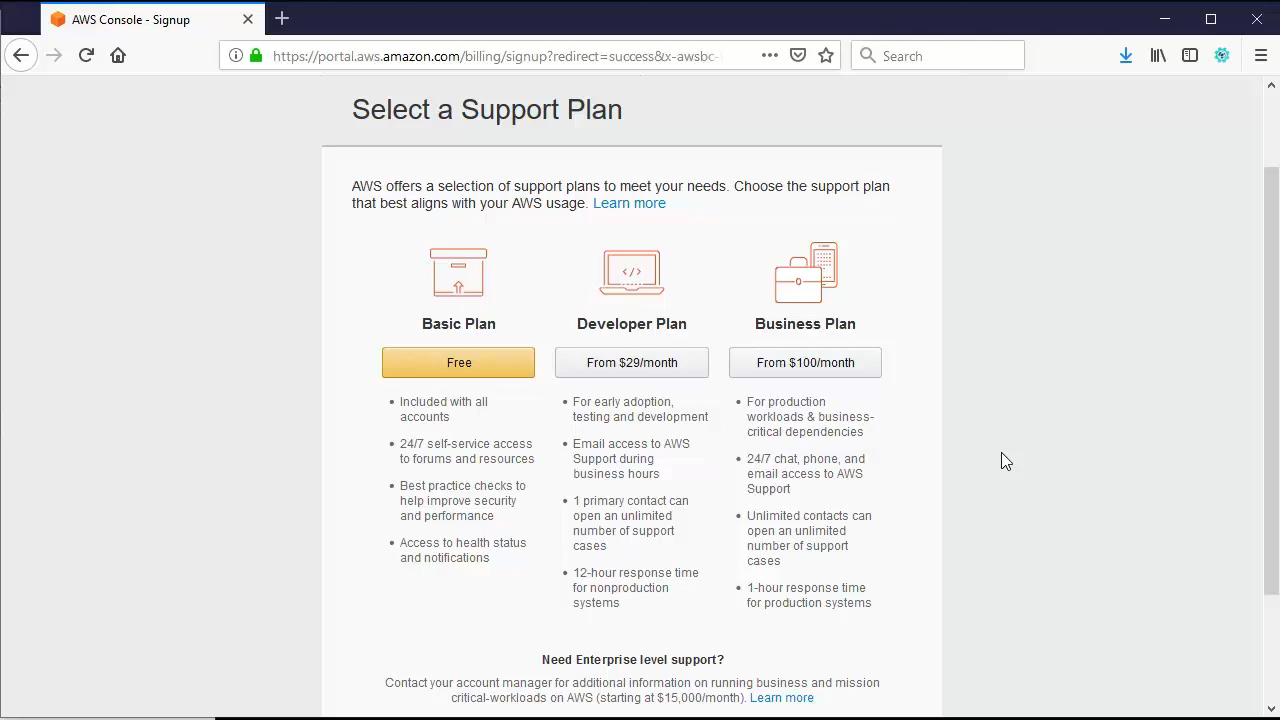 AWS Console - Signup
https://portal.aws.amazon.com/billing/signup?redirect=success&x-awsbc-
Search
Select a Support Plan
AWS offers a selection of support plans to meet your needs. Choose the support plan
that best aligns with your AWS usage. Learn more
</>
Basic Plan
Developer Plan
Business Plan
Free
From $29/month
From $100/month
• Included with all
accounts
• 24/7 self-service access
to forums and resources
• Best practice checks to
help improve security
and performance
• Access to health status
and notifications
• For early adoption,
testing and development
• Email access to AWS
Support during
business hours
• 1 primary contact can
open an unlimited
number of support
cases
• 12-hour response time
for nonproduction
systems
• For production
workloads & business-
critical dependencies
• 24/7 chat, phone, and
email access to AWS
Support
• Unlimited contacts can
open an unlimited
number of support
cases
• 1-hour response time
for production systems
Need Enterprise level support?
Contact your account manager for additional information on running business and mission
critical-workloads on AWS (starting at $15,000/month). Learn more